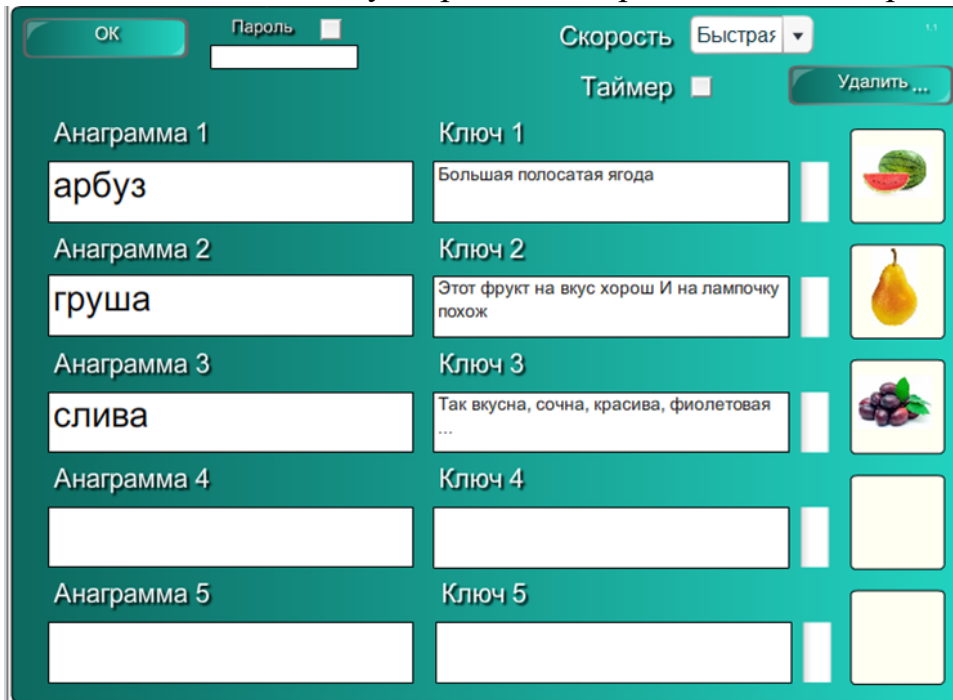 ОК
Пароль
Скорость Быстрая
1.1
Таймер
Удалить ...
Анаграмма 1 Ключ 1
арбуз
Большая полосатая ягода
Анаграмма 2 Ключ 2
груша
Этот фрукт на вкус хорош И на лампочку
похож
Анаграмма 3 Ключ 3
слива
Так вкусна, сочна, красива, фиолетовая
...
Анаграмма 4 Ключ 4
Анаграмма 5 Ключ 5